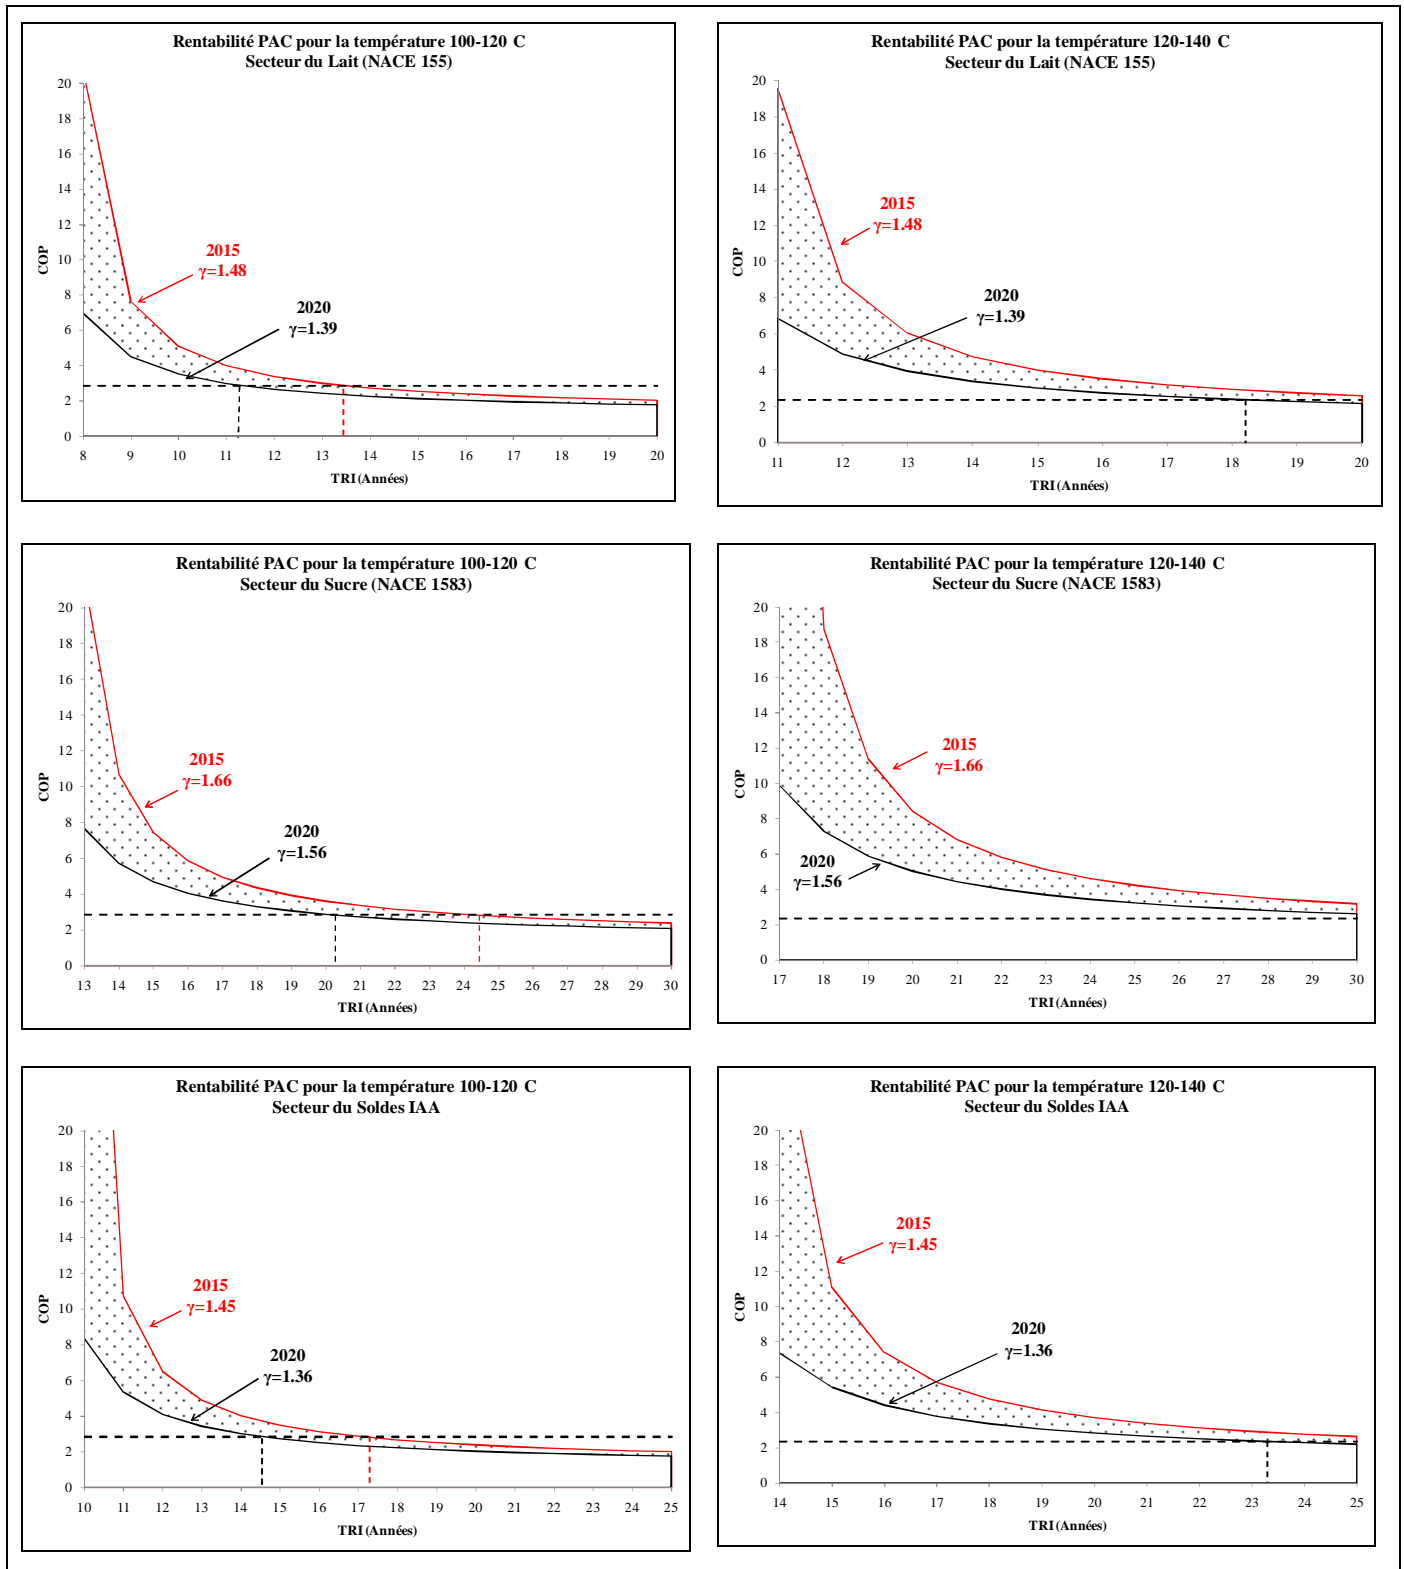 Rentabilité PAC pour la température 100-120 C
Secteur du Lait (NACE 155)
20
18
16
14
12
10
8
6
4
2
0
COP
2015
γ=1.48
2020
γ=1.39
8 9 10 11 12 13 14 15 16 17 18 19 20
TRI (Années)
Rentabilité PAC pour la température 120-140 C
Secteur du Lait (NACE 155)
20
18
16
14
12
10
8
6
4
2
0
COP
2015
γ=1.48
2020
γ=1.39
11 12 13 14 15 16 17 18 19 20
TRI (Années)
Rentabilité PAC pour la température 100-120 C
Secteur du Sucre (NACE 1583)
20
18
16
14
12
10
8
6
4
2
0
COP
2015
γ=1.66
2020
γ=1.56
13 14 15 16 17 18 19 20 21 22 23 24 25 26 27 28 29 30
TRI (Années)
Rentabilité PAC pour la température 120-140 C
Secteur du Sucre (NACE 1583)
20
18
16
14
12
10
8
6
4
2
0
COP
2015
γ=1.66
2020
γ=1.56
17 18 19 20 21 22 23 24 25 26 27 28 29 30
TRI (Années)
Rentabilité PAC pour la température 100-120 C
Secteur du Soldes IAA
20
18
16
14
12
10
8
6
4
2
0
COP
2015
γ=1.45
2020
γ=1.36
10 11 12 13 14 15 16 17 18 19 20 21 22 23 24 25
TRI (Années)
Rentabilité PAC pour la température 120-140 C
Secteur du Soldes IAA
20
18
16
14
12
10
8
6
4
2
0
COP
2015
γ=1.45
2020
γ=1.36
14 15 16 17 18 19 20 21 22 23 24 25
TRI (Années)